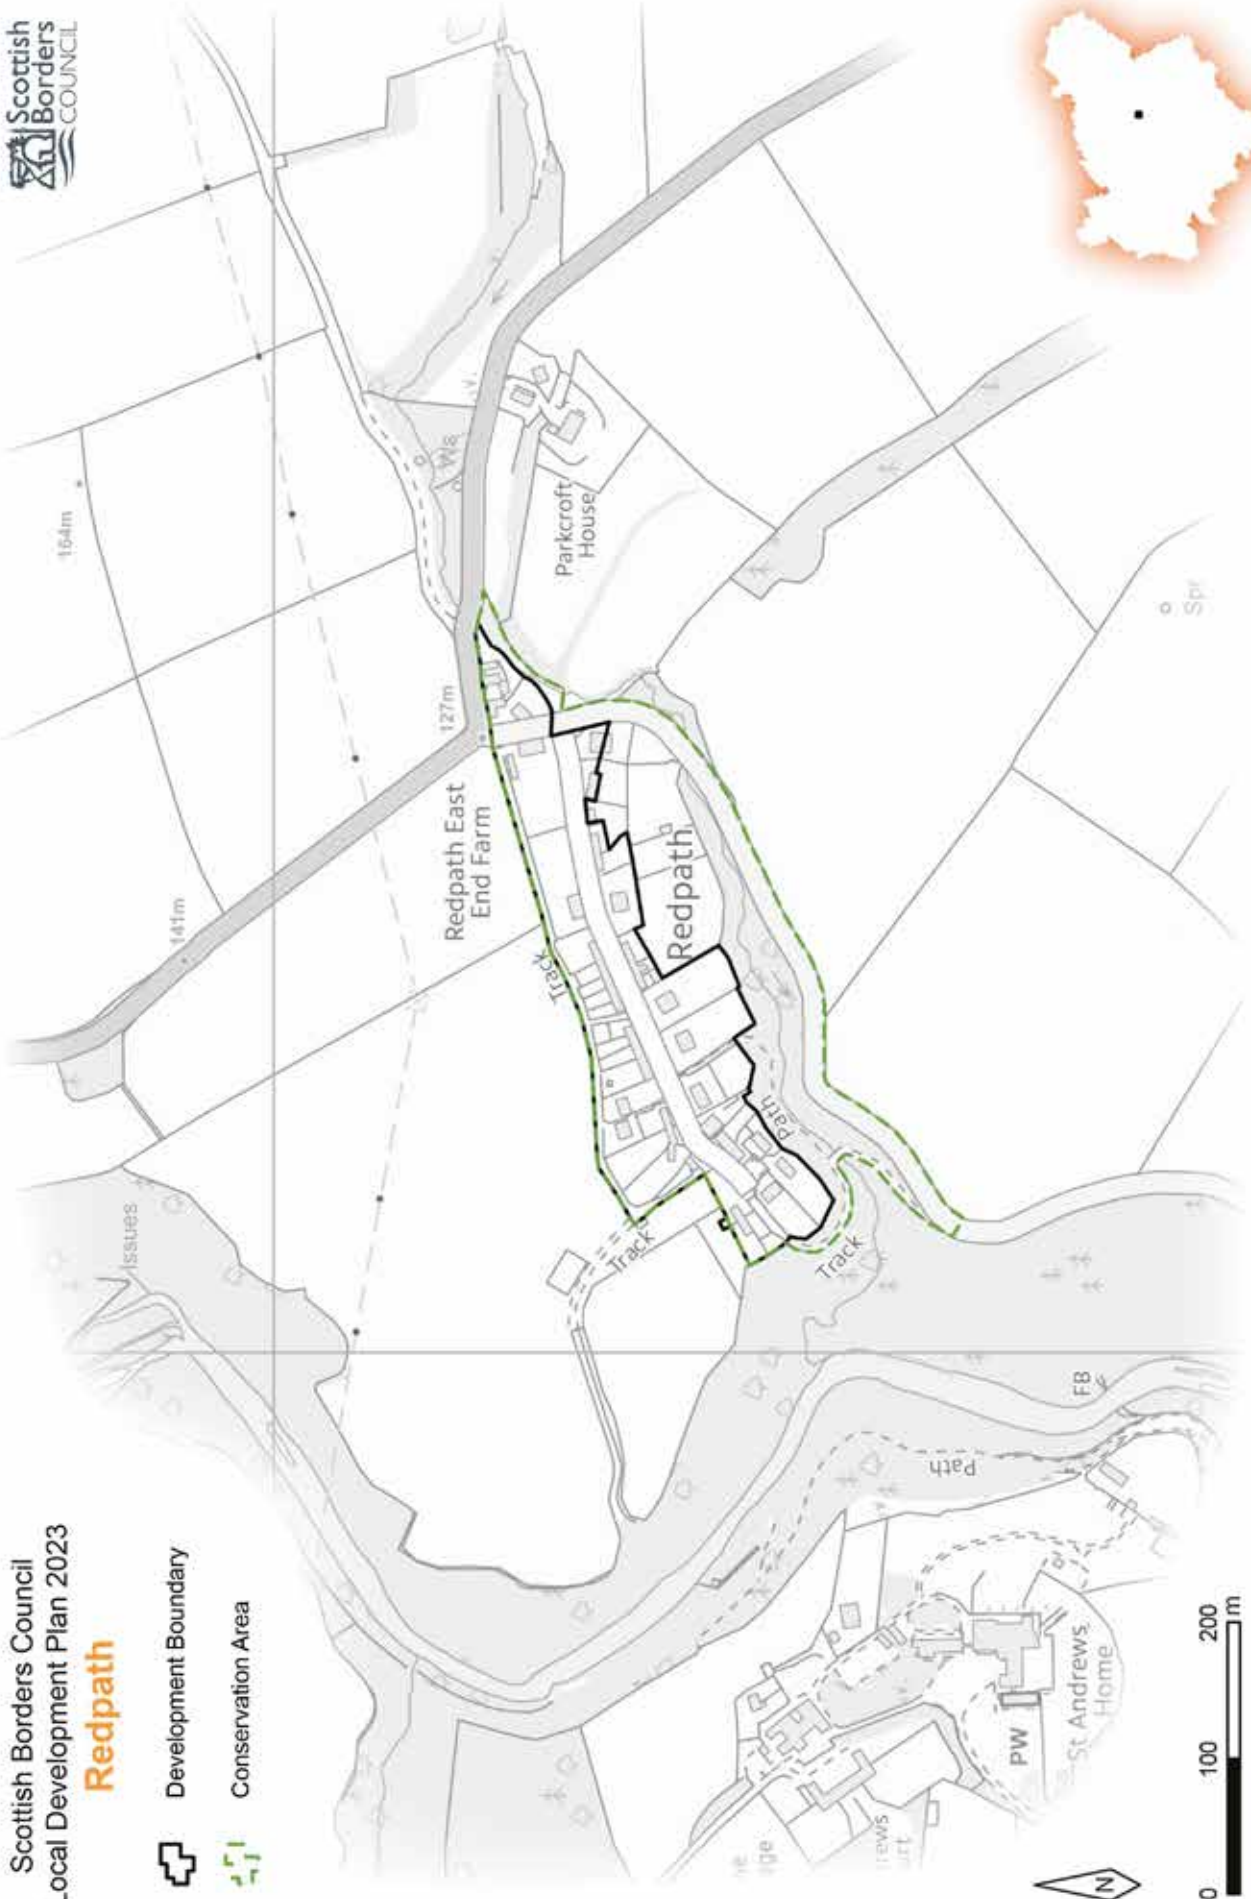 Scottish Borders Council
Local Development Plan 2023
Redpath
Development Boundary
Conservation Area
Scottish
Borders
COUNCIL
Issues
141m
164m
127m
Redpath East
End Farm
Track
Track
Track
Path
Redpath
Parkcroft
House
Ws
Spr
FB
Path
PW
St Andrews
Home
N
0
100
200
m